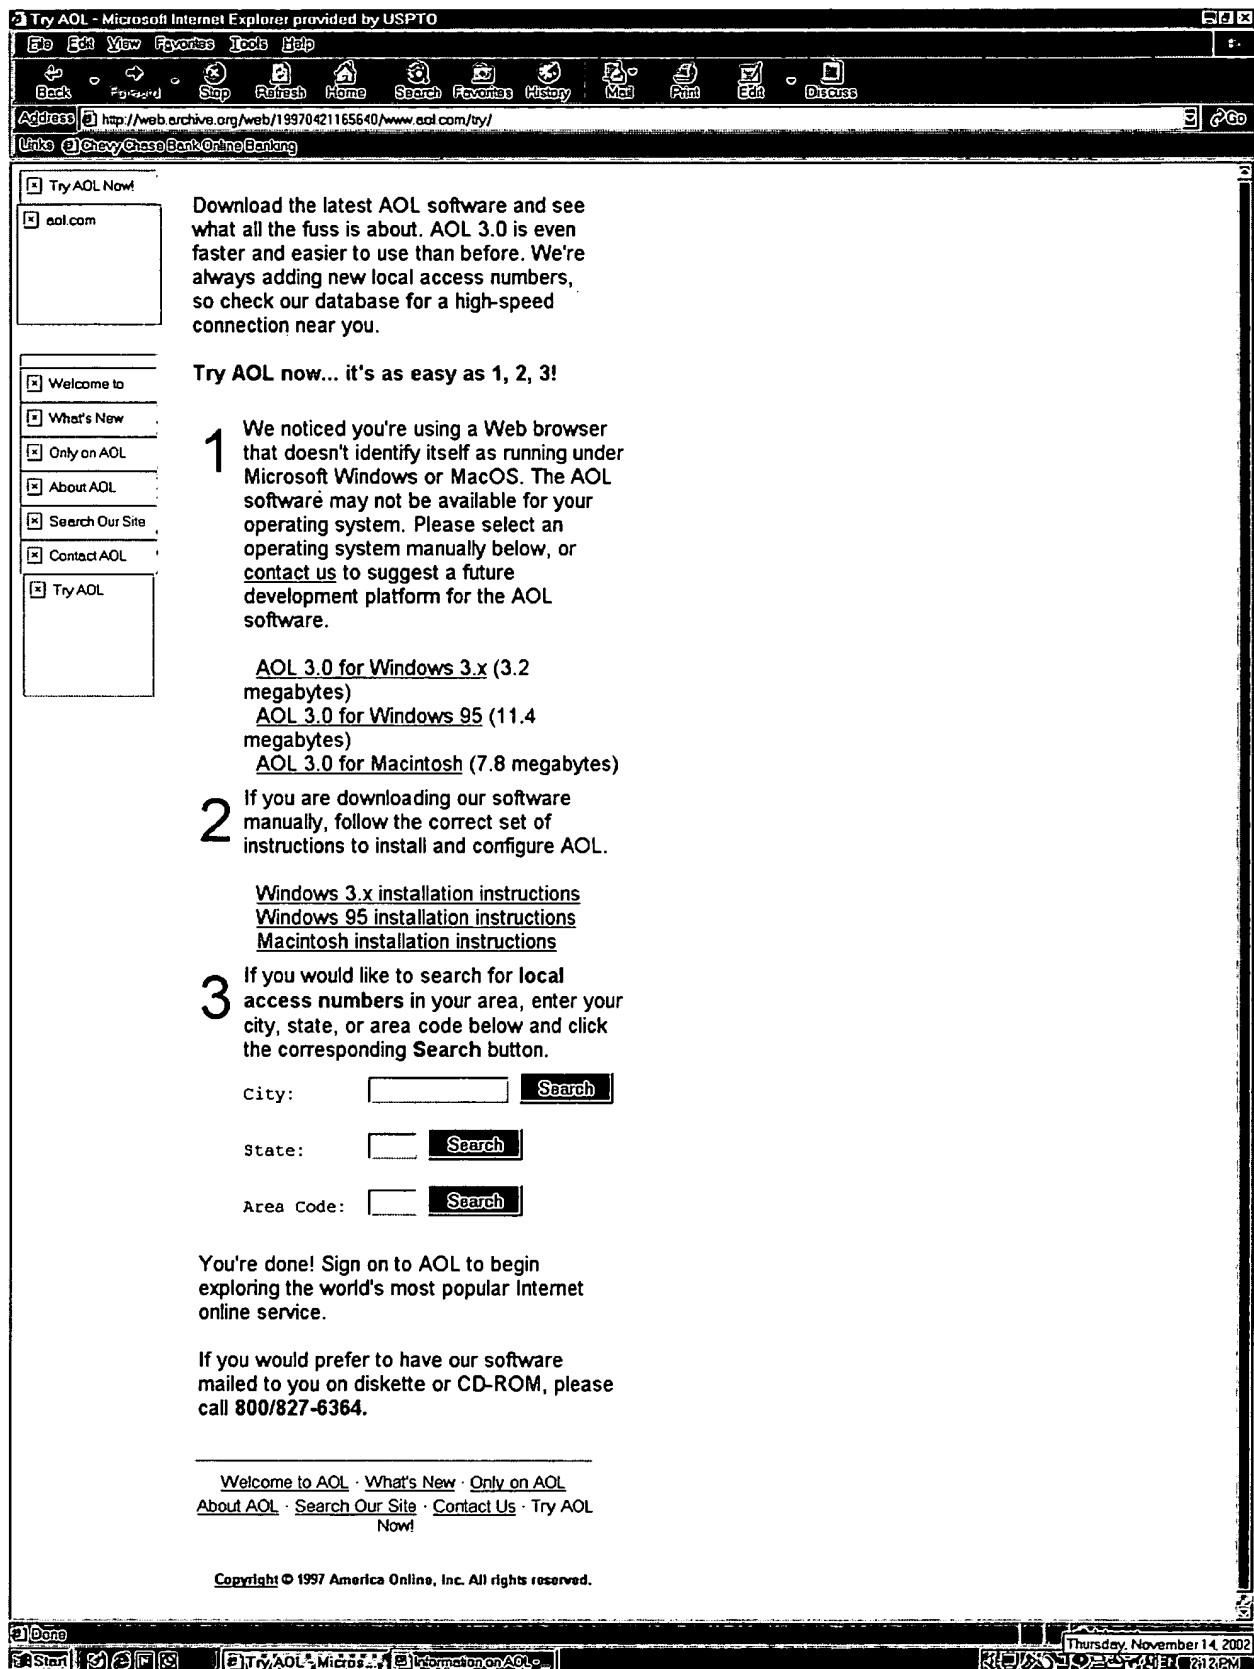 Try AOL - Microsoft Internet Explorer provided by USPTO
File Edit View Favorites Tools Help
Back Forward Stop Refresh Home Search Favorites History Mail Print Edit Discuss
Address http://web.archive.org/web/19970421165640/www.aol.com/try/ Go
Links Chevy Chase Bank Online Banking
Try AOL Now!
aol.com
Welcome to
What's New
Only on AOL
About AOL
Search Our Site
Contact AOL
Try AOL
Download the latest AOL software and see
what all the fuss is about. AOL 3.0 is even
faster and easier to use than before. We're
always adding new local access numbers,
so check our database for a high-speed
connection near you.
Try AOL now... it's as easy as 1, 2, 3!
1 We noticed you're using a Web browser
that doesn't identify itself as running under
Microsoft Windows or MacOS. The AOL
software may not be available for your
operating system. Please select an
operating system manually below, or
contact us to suggest a future
development platform for the AOL
software.
AOL 3.0 for Windows 3.x (3.2
megabytes)
AOL 3.0 for Windows 95 (11.4
megabytes)
AOL 3.0 for Macintosh (7.8 megabytes)
2 If you are downloading our software
manually, follow the correct set of
instructions to install and configure AOL.
Windows 3.x installation instructions
Windows 95 installation instructions
Macintosh installation instructions
3 If you would like to search for local
access numbers in your area, enter your
city, state, or area code below and click
the corresponding Search button.
City: Search
State: Search
Area Code: Search
You're done! Sign on to AOL to begin
exploring the world's most popular Internet
online service.
If you would prefer to have our software
mailed to you on diskette or CD-ROM, please
call 800/827-6364.
Welcome to AOL · What's New · Only on AOL
About AOL · Search Our Site · Contact Us · Try AOL
Now!
Copyright © 1997 America Online, Inc. All rights reserved.
Done
Thursday, November 14, 2002
Start Try AOL - Micros... Information on AOL -... 2:12 PM